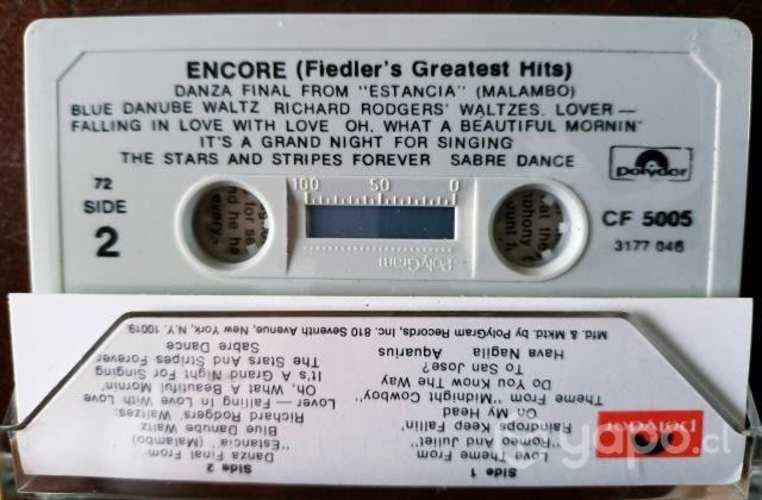 ENCORE (Fiedler's Greatest Hits)
DANZA FINAL FROM "ESTANCIA" (MALAMBO)
BLUE DANUBE WALTZ RICHARD RODGERS' WALTZES. LOVER —
FALLING IN LOVE WITH LOVE OH, WHAT A BEAUTIFUL MORNIN'
IT'S A GRAND NIGHT FOR SINGING
THE STARS AND STRIPES FOREVER SABRE DANCE
polydor
72
SIDE
2
100 50 0
PolyGram
CF 5005
3177 046
Side 1
Love Theme From
"Romeo And Juliet"
Raindrops Keep Fallin'
On My Head
Theme From "Midnight Cowboy"
Do You Know The Way
To San Jose?
Hava Nagila Aquarius
Side 2
Danza Final From
"Estancia" (Malambo)
Blue Danube Waltz
Richard Rodgers' Waltzes:
Lover — Falling In Love With Love
Oh, What A Beautiful Mornin'
It's A Grand Night For Singing
The Stars And Stripes Forever
Sabre Dance
Mfd. & Mktd. by PolyGram Records, Inc. 810 Seventh Avenue, New York, N.Y. 10019.
polydor
yapo.cl